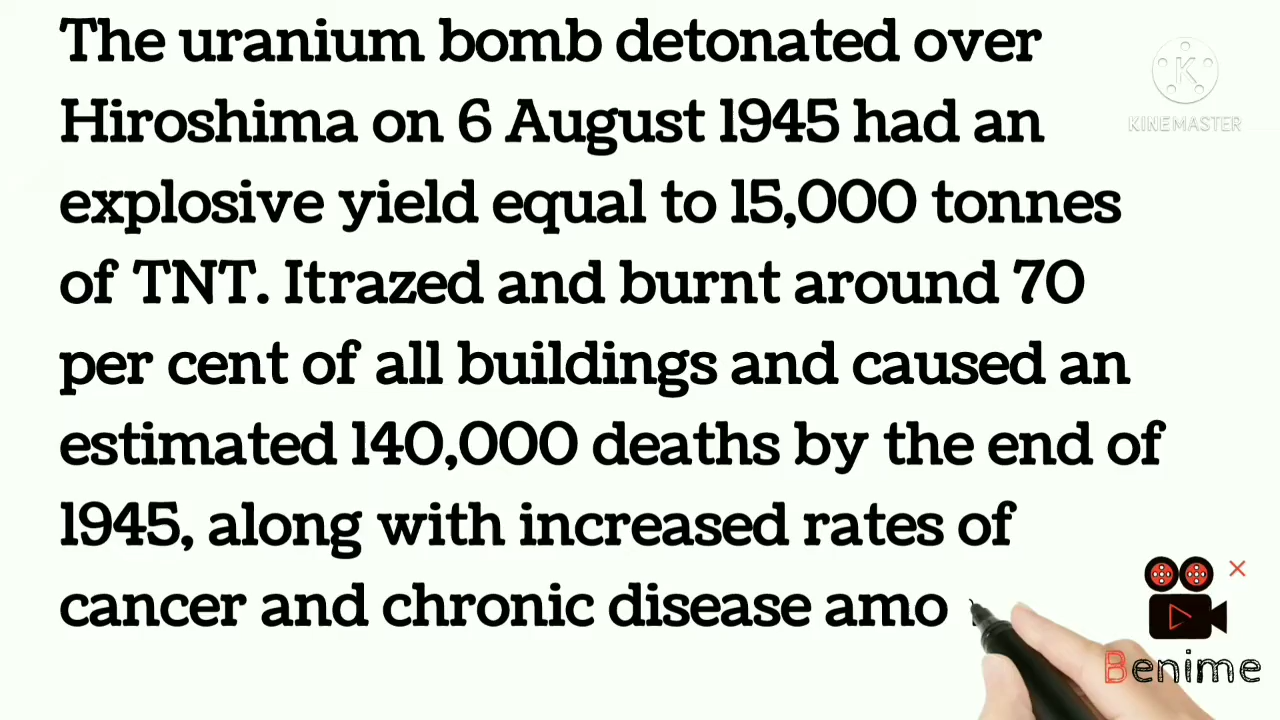 The uranium bomb detonated over
Hiroshima on 6 August 1945 had an
explosive yield equal to 15,000 tonnes
of TNT. Itrazed and burnt around 70
per cent of all buildings and caused an
estimated 140,000 deaths by the end of
1945, along with increased rates of
cancer and chronic disease amo
K
KINEMASTER
Benime